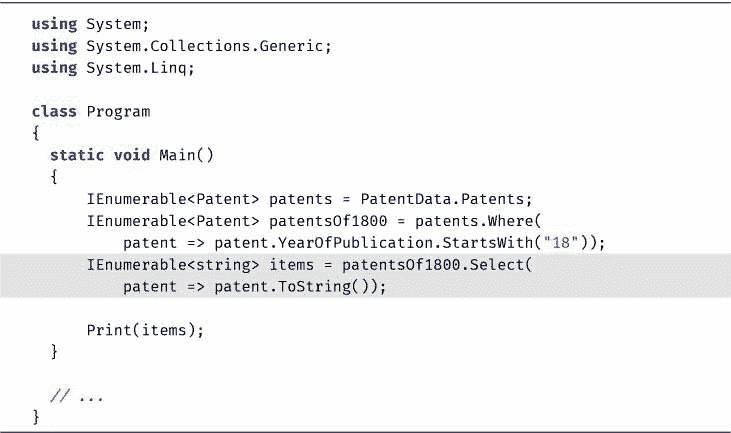 using System;
using System.Collections.Generic;
using System.Linq;
class Program
{
static void Main()
{
IEnumerable<Patent> patents = PatentData.Patents;
IEnumerable<Patent> patentsOf1800 = patents.Where(
patent => patent.YearOfPublication.StartsWith("18"));
IEnumerable<string> items = patentsOf1800.Select(
patent => patent.ToString());
Print(items);
}
// ...
}